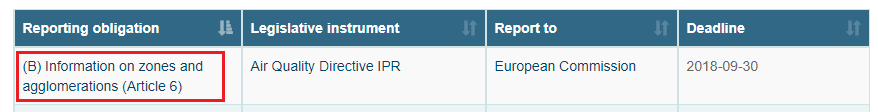 Reporting obligation Legislative instrument Report to Deadline
(B) Information on zones and Air Quality Directive IPR European Commission 2018-09-30
agglomerations (Article 6)